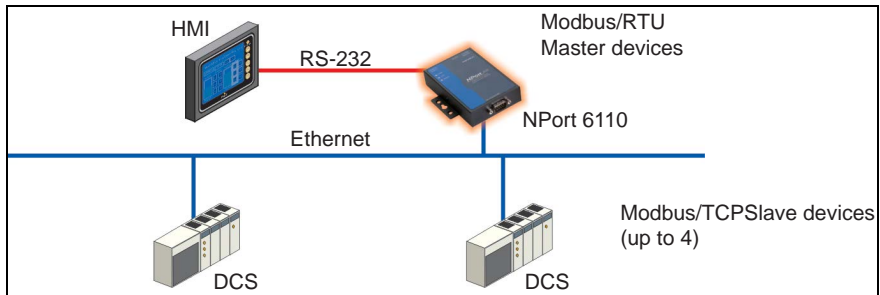 HMI
Modbus/RTU
Master devices
RS-232
NPort 6110
Ethernet
Modbus/TCPSlave devices
(up to 4)
DCS
DCS